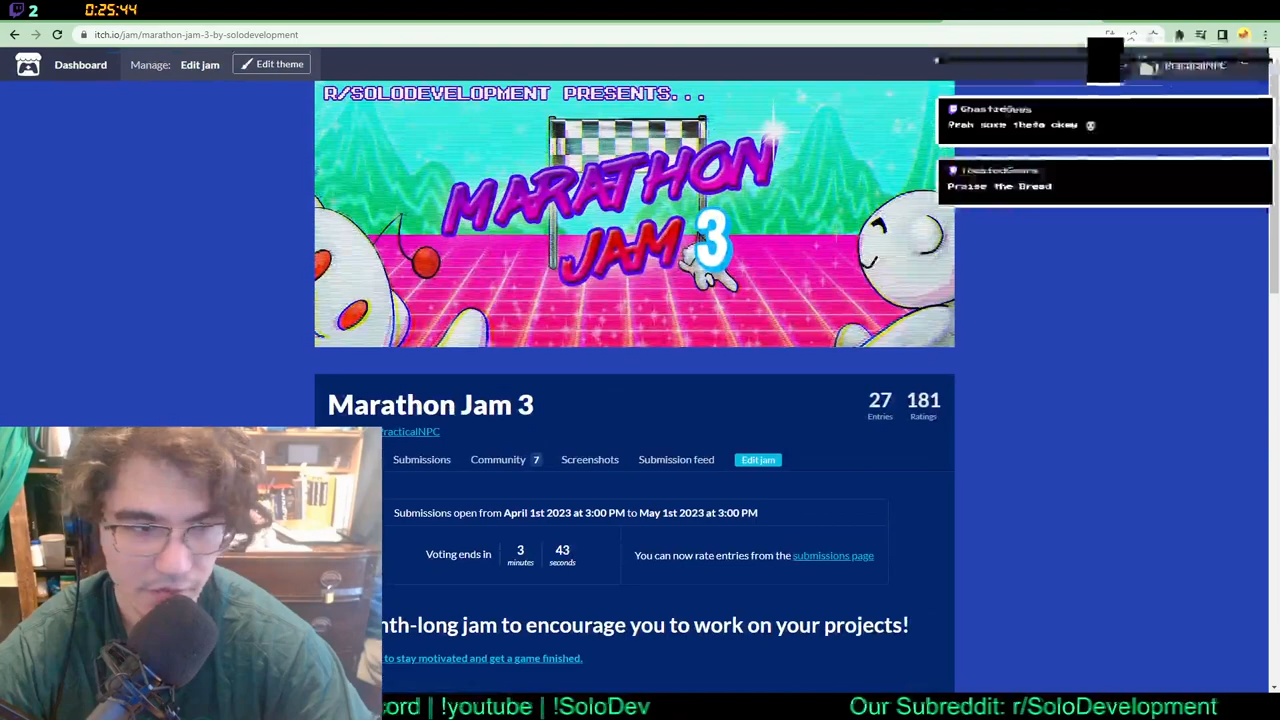 2
0:25:44
itch.io/jam/marathon-jam-3-by-solodevelopment
Dashboard
Manage:
Edit jam
Edit theme
R/SOLODEVELOPMENT PRESENTS...
MARATHON
JAM 3
Praise the Bread
Marathon Jam 3
27
Entries
181
Ratings
racticalNPC
Submissions
Community 7
Screenshots
Submission feed
Edit jam
Submissions open from April 1st 2023 at 3:00 PM to May 1st 2023 at 3:00 PM
Voting ends in
3
minutes
43
seconds
You can now rate entries from the submissions page
nth-long jam to encourage you to work on your projects!
to stay motivated and get a game finished.
cord | !youtube | !SoloDev
Our Subreddit: r/SoloDevelopment